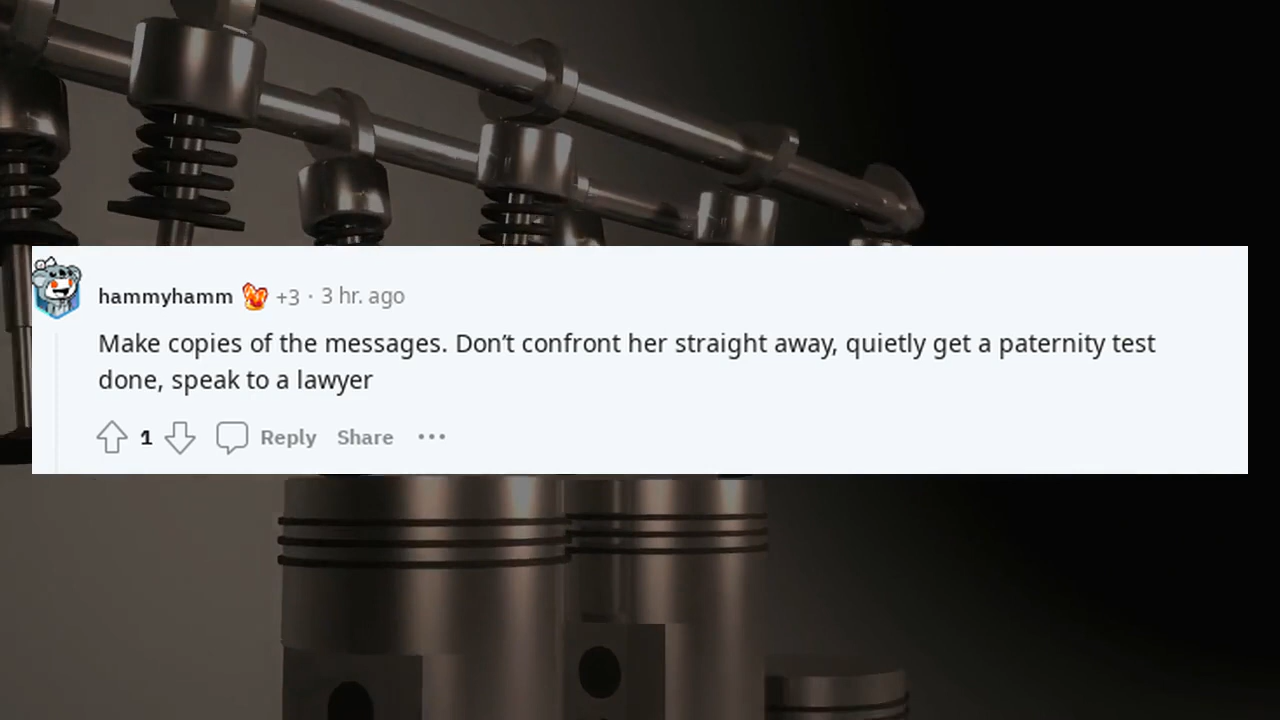 hammyhamm +3 · 3 hr. ago
Make copies of the messages. Don’t confront her straight away, quietly get a paternity test
done, speak to a lawyer
1 Reply Share ···